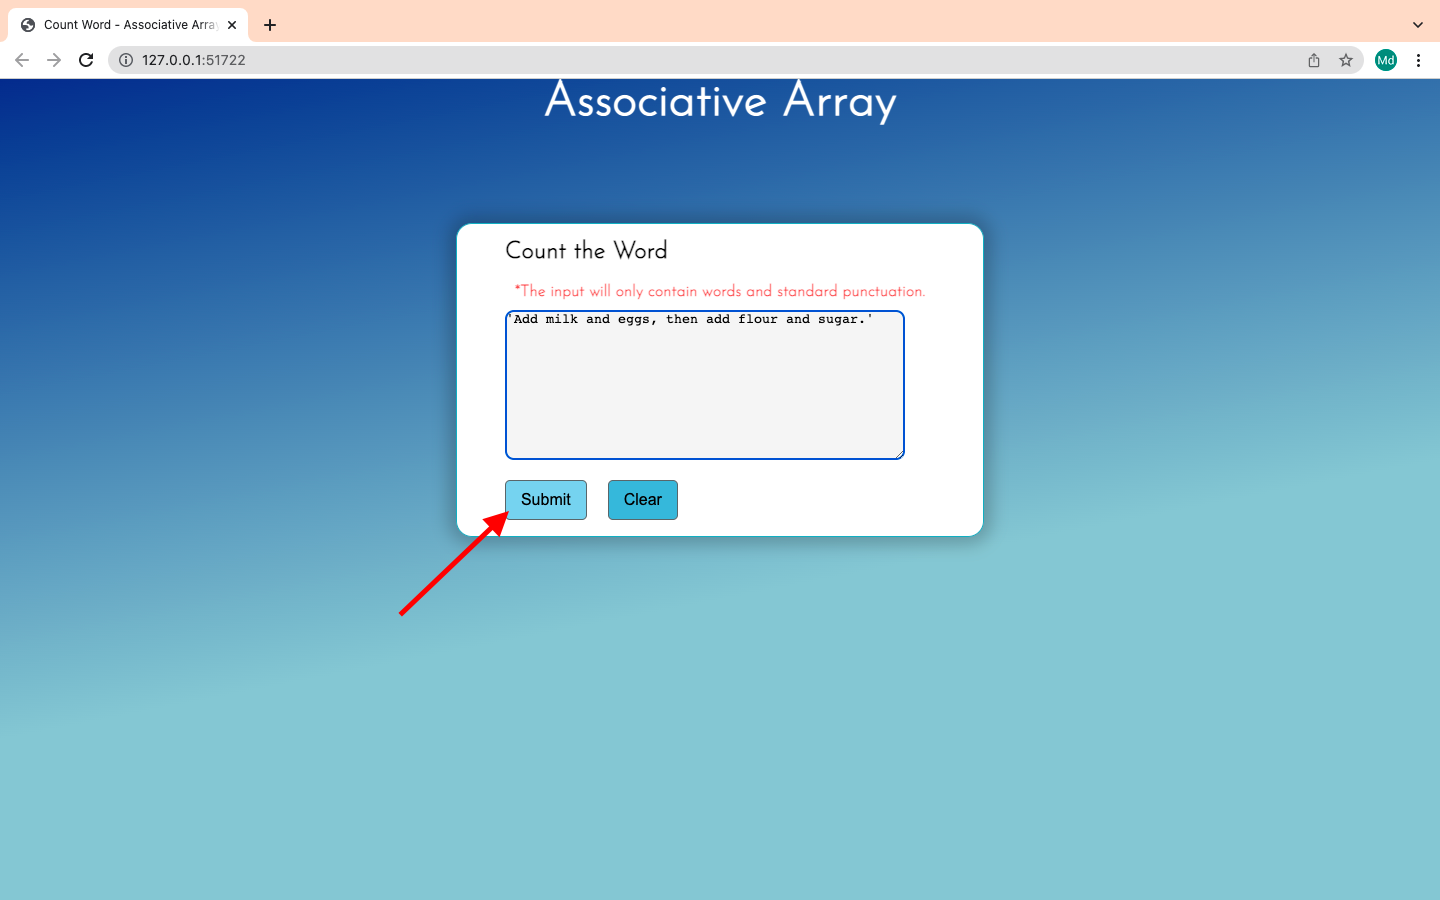 Count Word - Associative Arra
127.0.0.1:51722
Md
Associative Array
Count the Word
*The input will only contain words and standard punctuation.
'Add milk and eggs, then add flour and sugar.'
Submit Clear